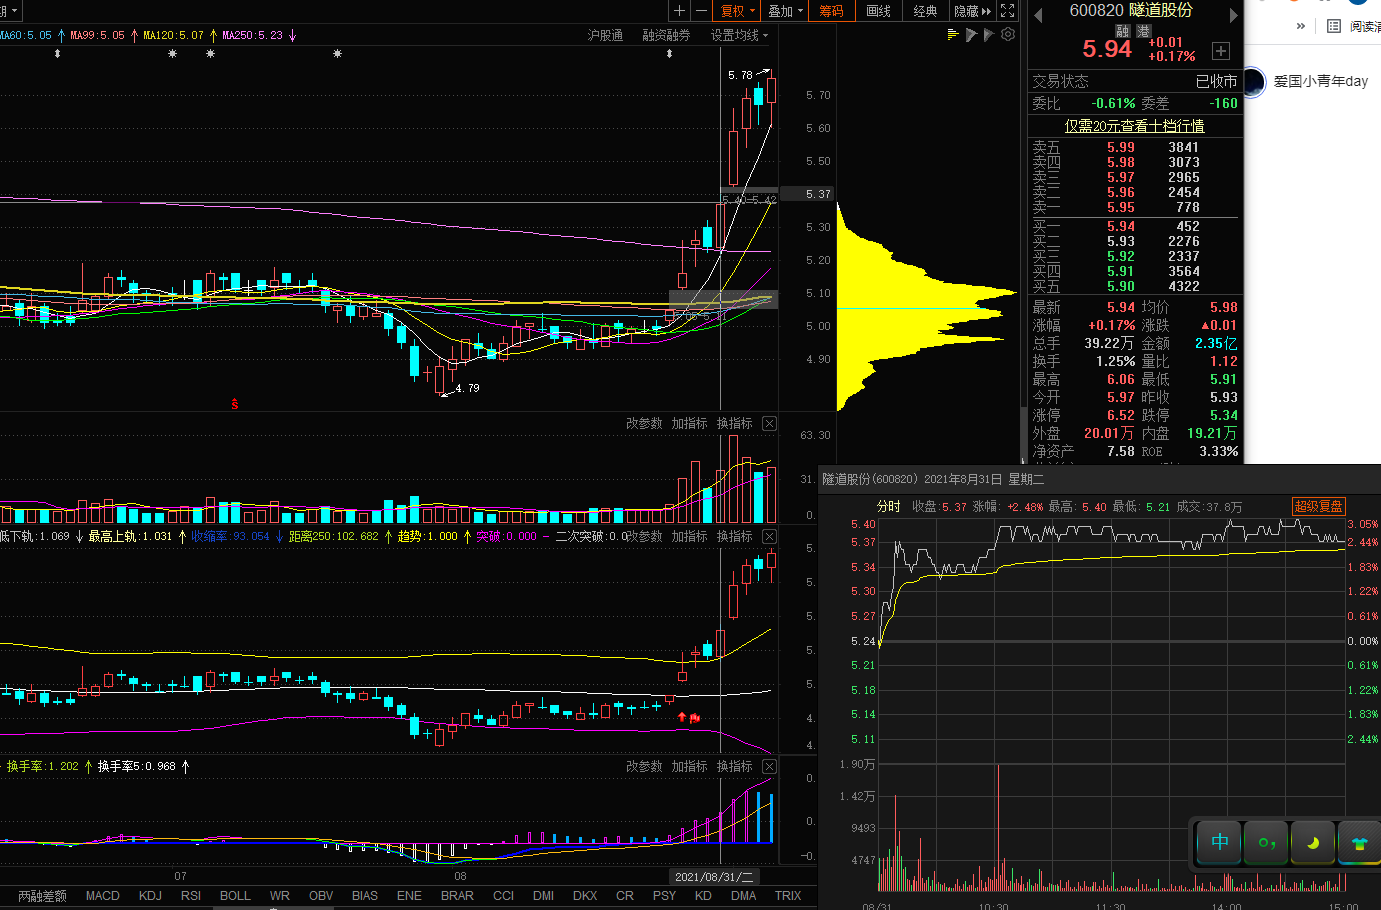 期 ▾ + − 复权 ▾ 叠加 ▾ 筹码 画线 经典 隐藏
MA60:5.05 ↑ MA99:5.05 ↑ MA120:5.07 ↑ MA250:5.23 ↓
沪股通 融资融券 设置均线
5.78
5.70
5.60
5.50
5.37
5.40-5.42
5.30
5.20
5.10
5.00
4.90
4.79
S
改参数 加指标 换指标
63.30
31.
0.
低下轨:1.069 ↓ 最高上轨:1.031 ↑ 收缩率:93.054 ↓ 距离250:102.682 ↑ 趋势:1.000 ↑ 突破:0.000 − 二次突破:0.0
改参数 加指标 换指标
5.
5.
5.
5.
5.
4.
4.
换手率:1.202 ↑ 换手率5:0.968 ↑
改参数 加指标 换指标
0.
0.
-0.
07 08 2021/08/31/二
两融差额 MACD KDJ RSI BOLL WR OBV BIAS ENE BRAR CCI DMI DKX CR PSY KD DMA TRIX
600820 隧道股份
融 港
5.94 +0.01
+0.17%
交易状态 已收市
委比 -0.61% 委差 -160
仅需20元查看十档行情
卖五 5.99 3841
卖四 5.98 3073
卖三 5.97 2965
卖二 5.96 2454
卖一 5.95 778
买一 5.94 452
买二 5.93 2276
买三 5.92 2337
买四 5.91 3564
买五 5.90 4322
最新 5.94 均价 5.98
涨幅 +0.17% 涨跌 ▲0.01
总手 39.22万 金额 2.35亿
换手 1.25% 量比 1.12
最高 6.06 最低 5.91
今开 5.97 昨收 5.93
涨停 6.52 跌停 5.34
外盘 20.01万 内盘 19.21万
净资产 7.58 ROE 3.33%
» 阅读清
爱国小青年day
隧道股份(600820) 2021年8月31日 星期二
分时 收盘:5.37 涨幅: +2.48% 最高: 5.40 最低: 5.21 成交:37.8万 超级复盘
5.40 3.05%
5.37 2.44%
5.34 1.83%
5.30 1.22%
5.27 0.61%
5.24 0.00%
5.21 0.61%
5.18 1.22%
5.14 1.83%
5.11 2.44%
1.90万
1.42万
9493
4747
08/31 10:30 11:30 14:00 15:00
中